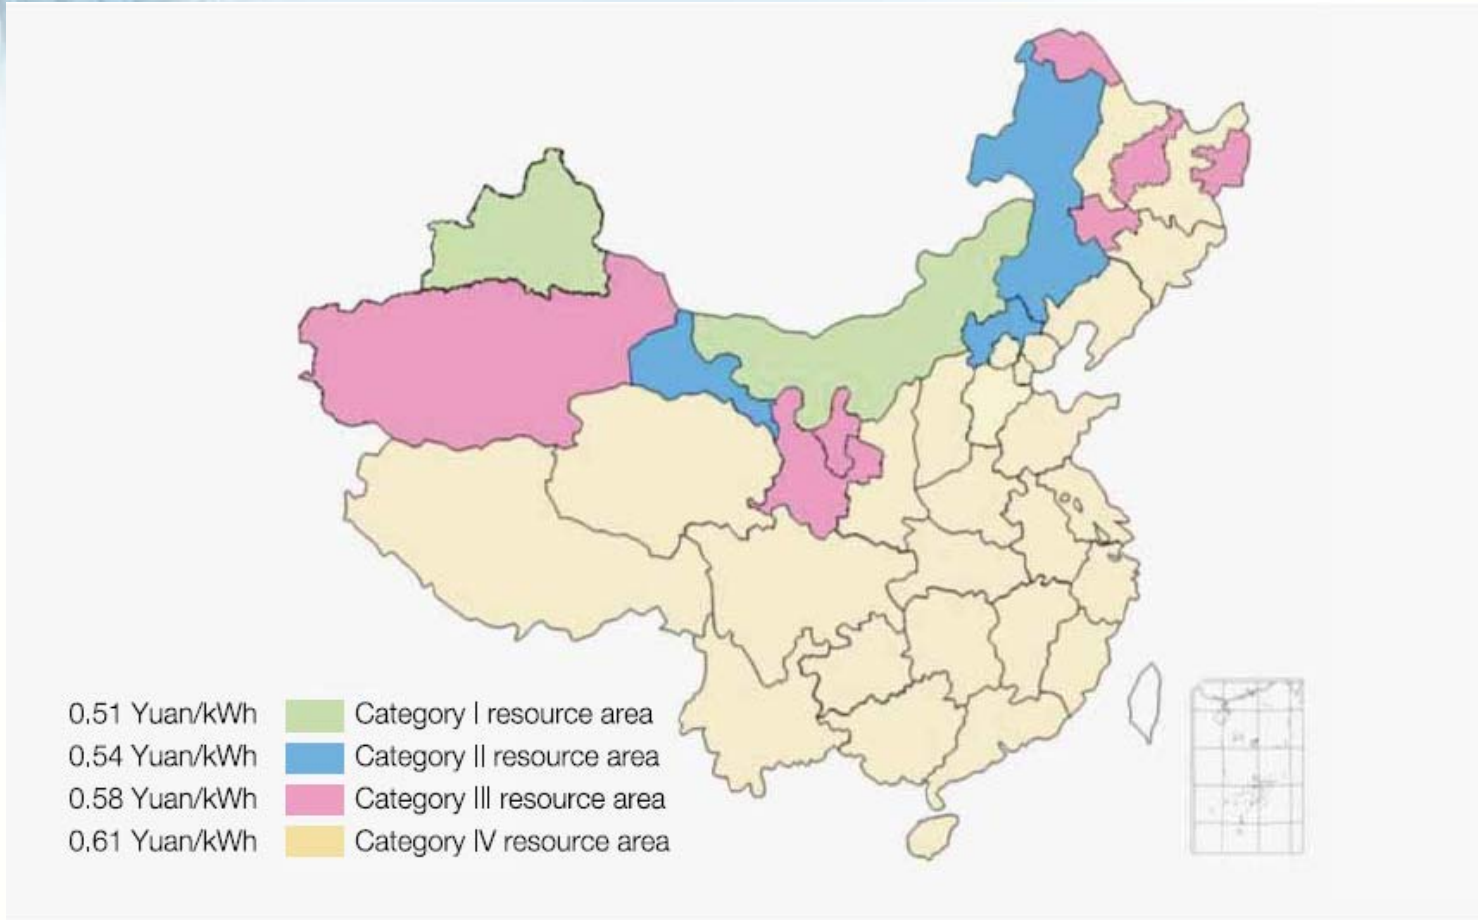 0.51 Yuan/kWh Category I resource area
0.54 Yuan/kWh Category II resource area
0.58 Yuan/kWh Category III resource area
0.61 Yuan/kWh Category IV resource area